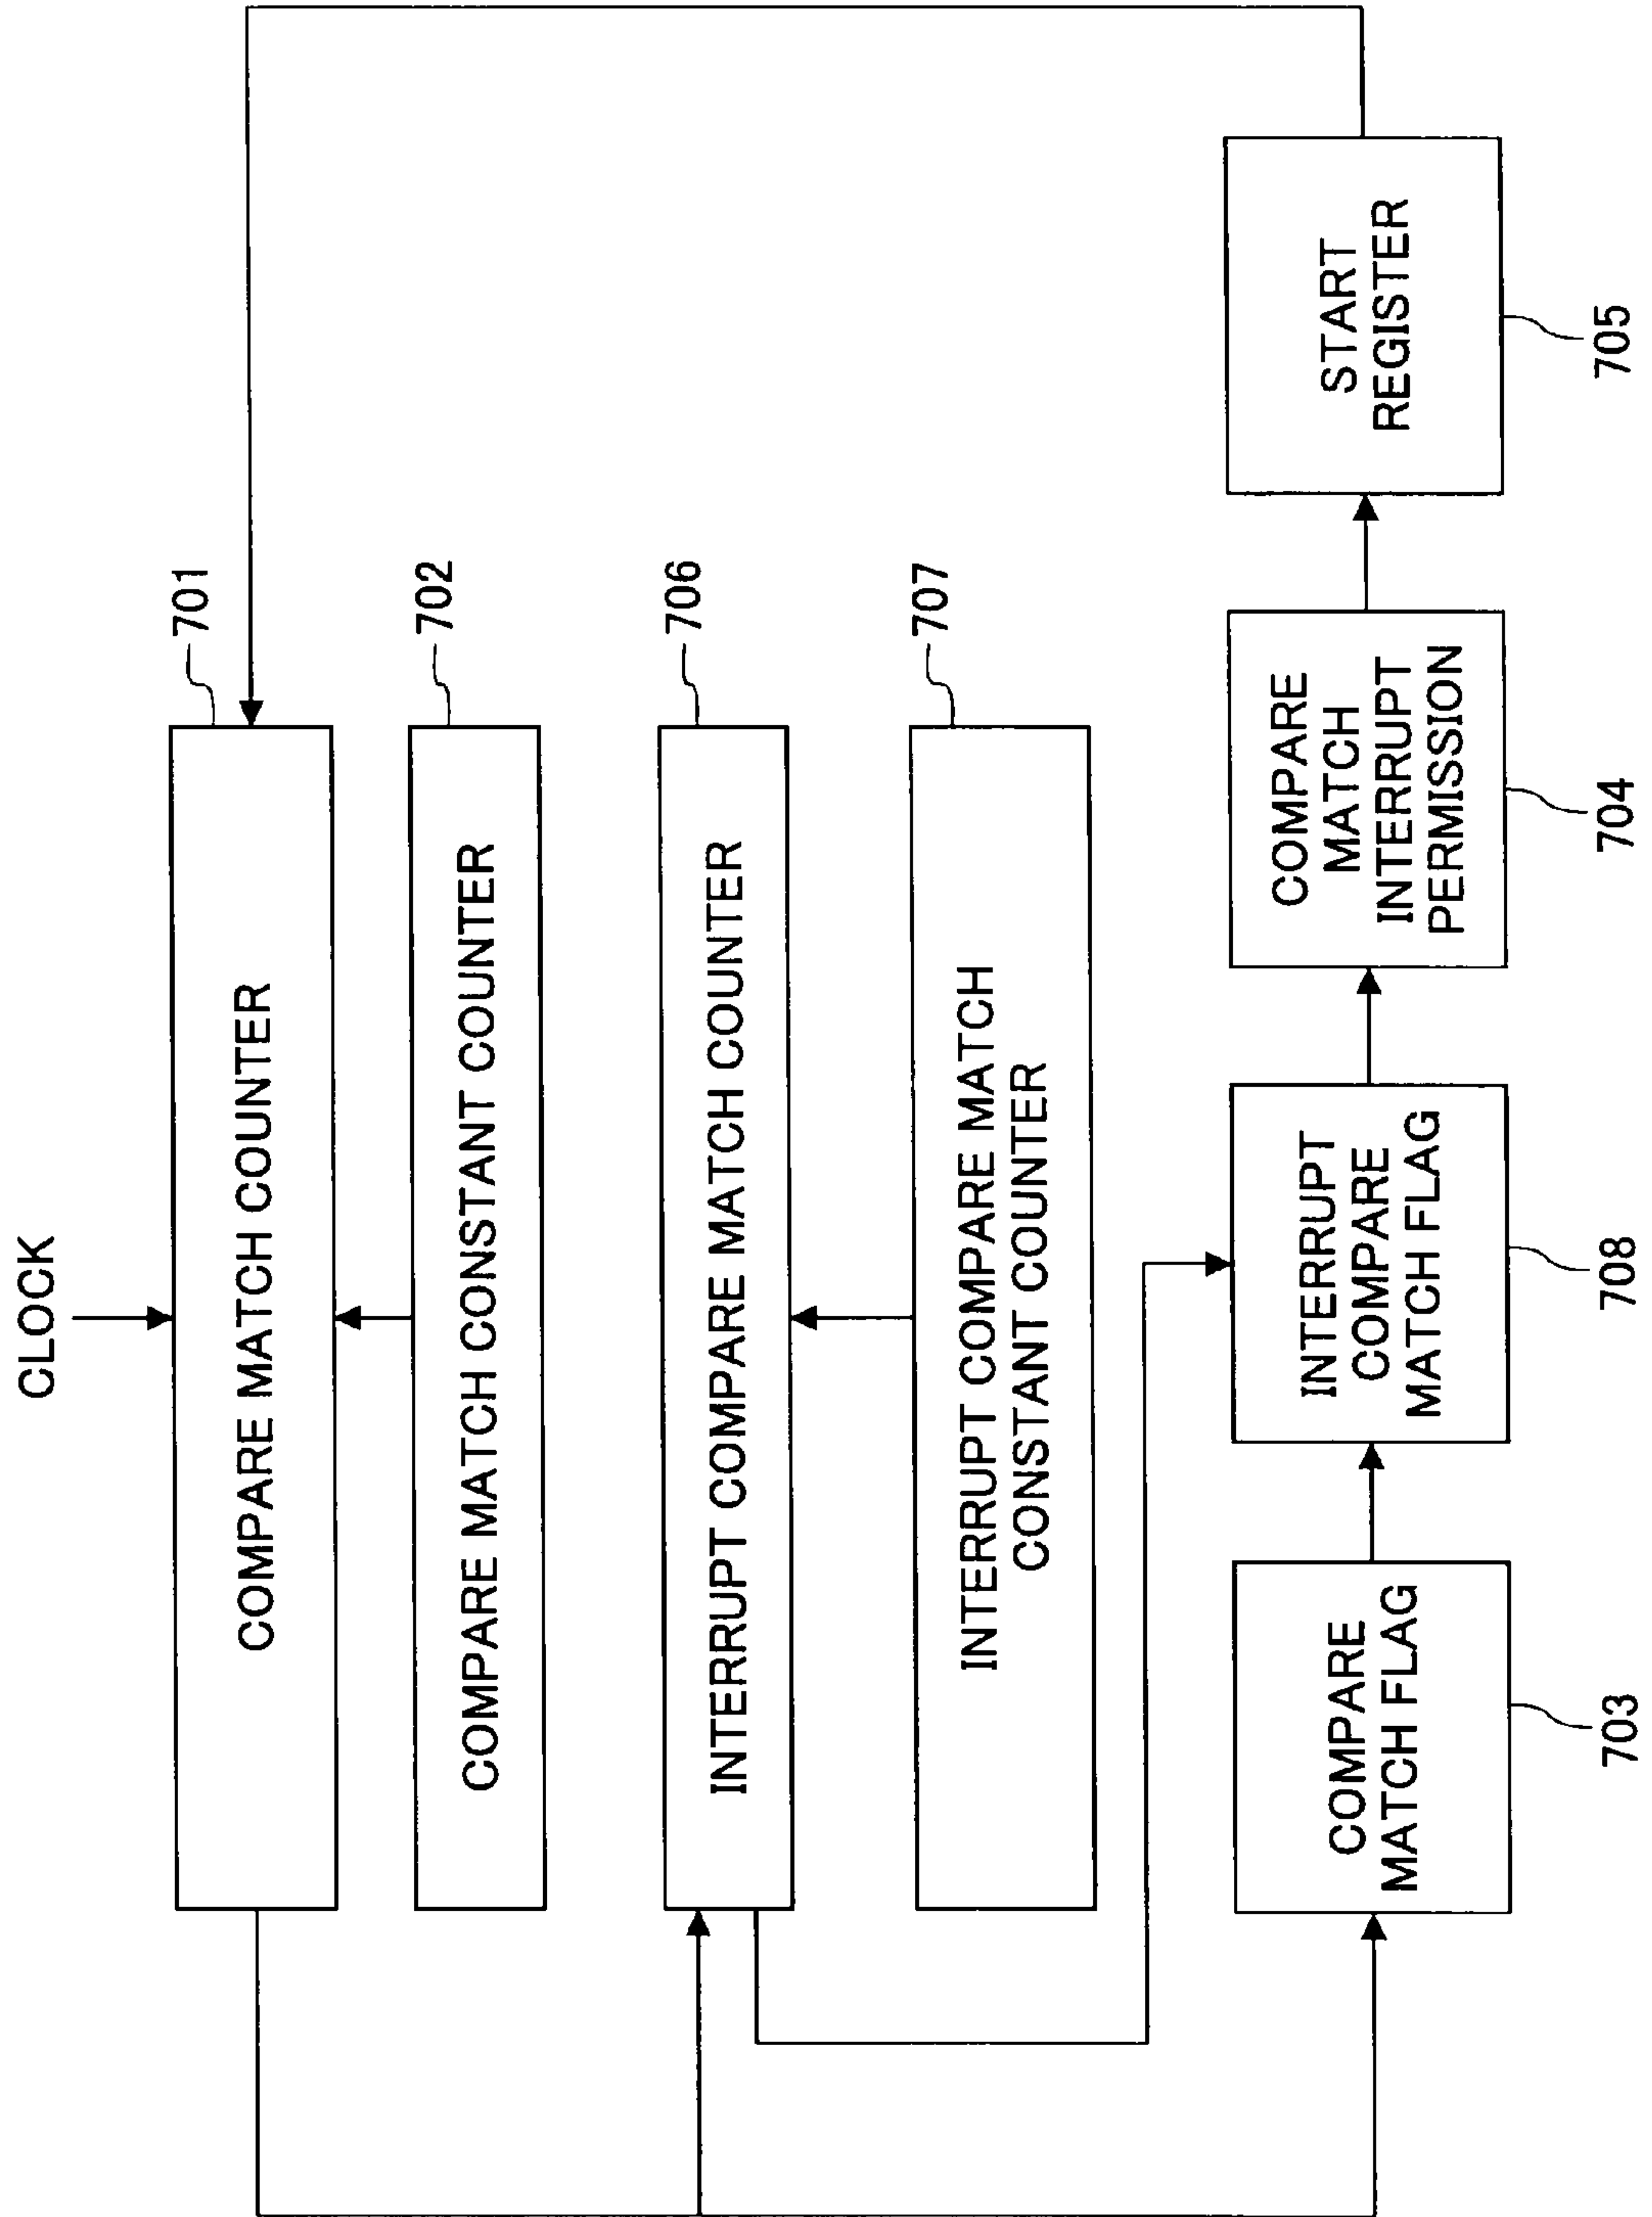 CLOCK
701
COMPARE MATCH COUNTER
702
COMPARE MATCH CONSTANT COUNTER
706
INTERRUPT COMPARE MATCH COUNTER
707
INTERRUPT COMPARE MATCH
CONSTANT COUNTER
COMPARE
MATCH FLAG
703
INTERRUPT
COMPARE
MATCH FLAG
708
COMPARE
MATCH
INTERRUPT
PERMISSION
704
START
REGISTER
705